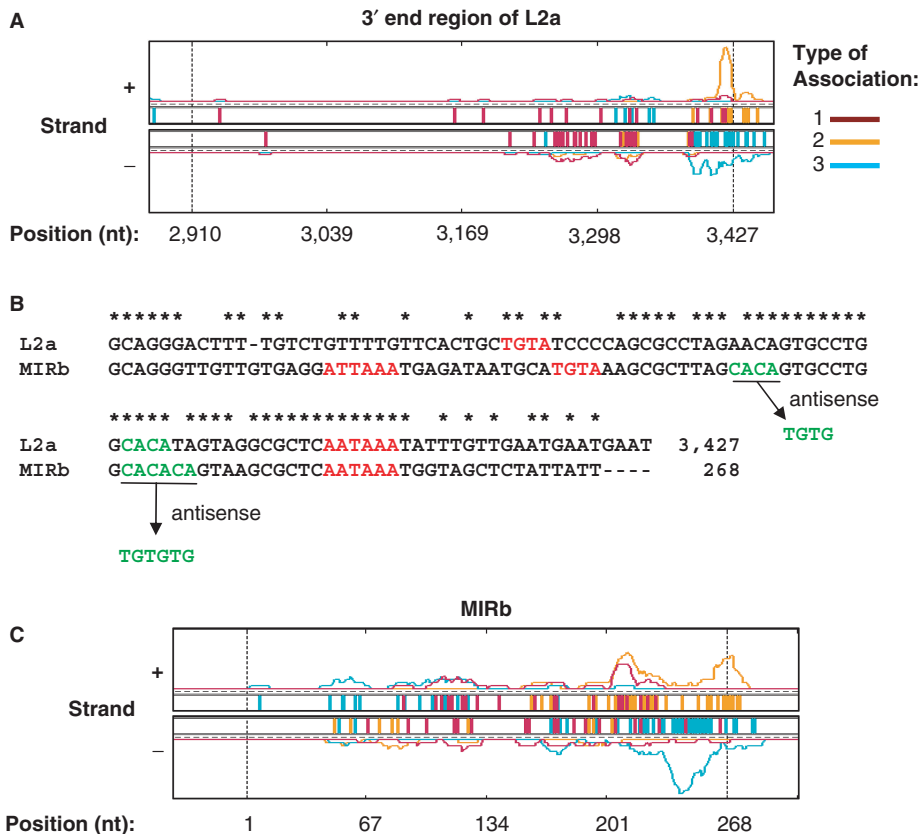 A
3′ end region of L2a
Type of
Association:
1
2
3
+
Strand
–
Position (nt): 2,910 3,039 3,169 3,298 3,427
B
****** ** ** ** * * ** * ***** *** ***********
L2a GCAGGGACTTT-TGTCTGTTTTGTTCACTGCTGTATCCCCAGCGCCTAGAACAGTGCCTG
MIRb GCAGGGTTGTTGTGAGGATTAAATGAGATAATGCATGTAAAGCGCTTAGCACAGTGCCTG
antisense
TGTG
***** **** ************* * * * ** * *
L2a GCACATAGTAGGCGCTCAATAAATATTTGTTGAATGAATGAAT 3,427
MIRb GCACACAGTAAGCGCTCAATAAATGGTAGCTCTATTATT---- 268
antisense
TGTGTG
C
MIRb
+
Strand
–
Position (nt): 1 67 134 201 268